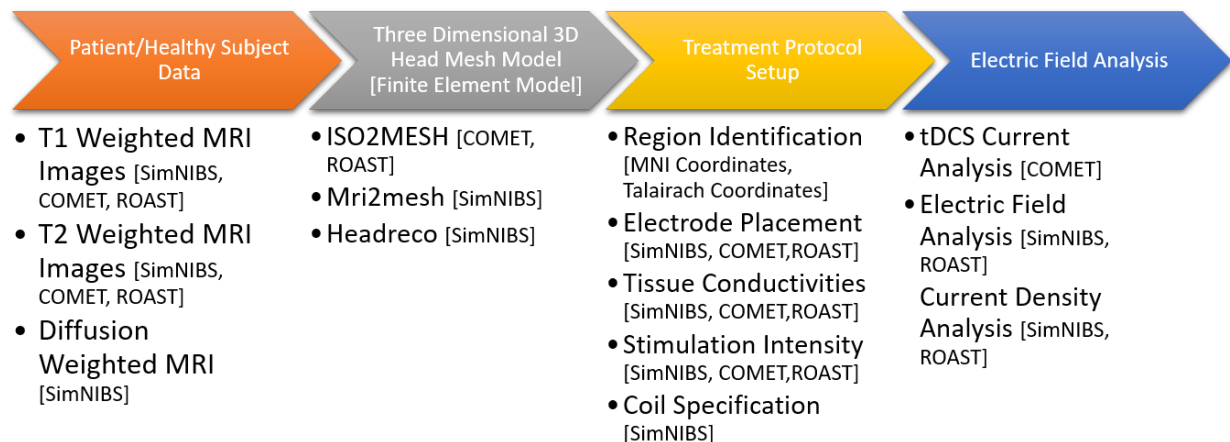 Patient/Healthy Subject
Data
Three Dimensional 3D
Head Mesh Model
[Finite Element Model]
Treatment Protocol
Setup
Electric Field Analysis
• T1 Weighted MRI
Images [SimNIBS,
COMET, ROAST]
• T2 Weighted MRI
Images [SimNIBS,
COMET, ROAST]
• Diffusion
Weighted MRI
[SimNIBS]
• ISO2MESH [COMET,
ROAST]
• Mri2mesh [SimNIBS]
• Headreco [SimNIBS]
• Region Identification
[MNI Coordinates,
Talairach Coordinates]
• Electrode Placement
[SimNIBS, COMET,ROAST]
• Tissue Conductivities
[SimNIBS, COMET,ROAST]
• Stimulation Intensity
[SimNIBS, COMET,ROAST]
• Coil Specification
[SimNIBS]
• tDCS Current
Analysis [COMET]
• Electric Field
Analysis [SimNIBS,
ROAST]
Current Density
Analysis [SimNIBS,
ROAST]